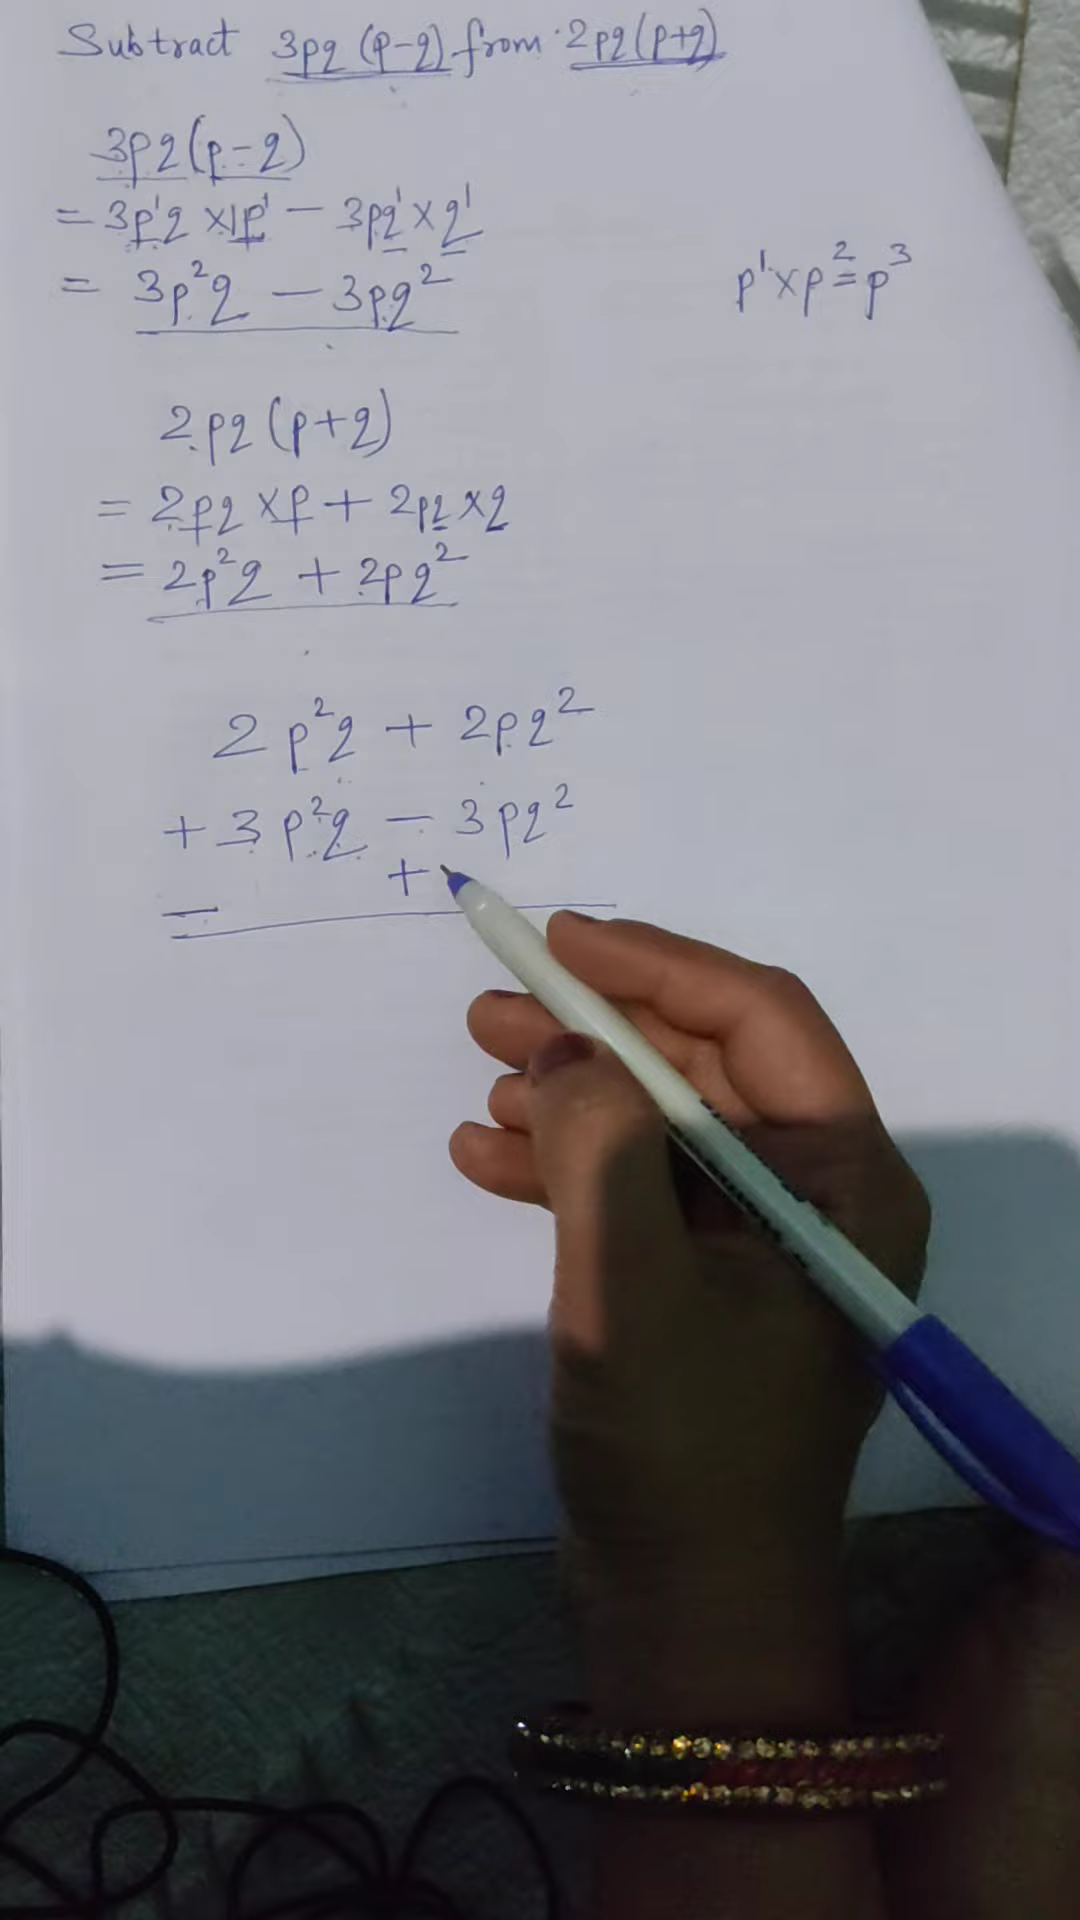 Subtract 3pq (p-q) from 2pq(p+q)
3pq(p-q)
= 3p¹q × 1p¹ - 3pq¹ × q¹
= 3p²q - 3pq²
p¹ × p² = p³
2pq (p+q)
= 2pq × p + 2pq × q
= 2p²q + 2pq²
2p²q + 2pq²
+ 3p²q - 3pq²
- +